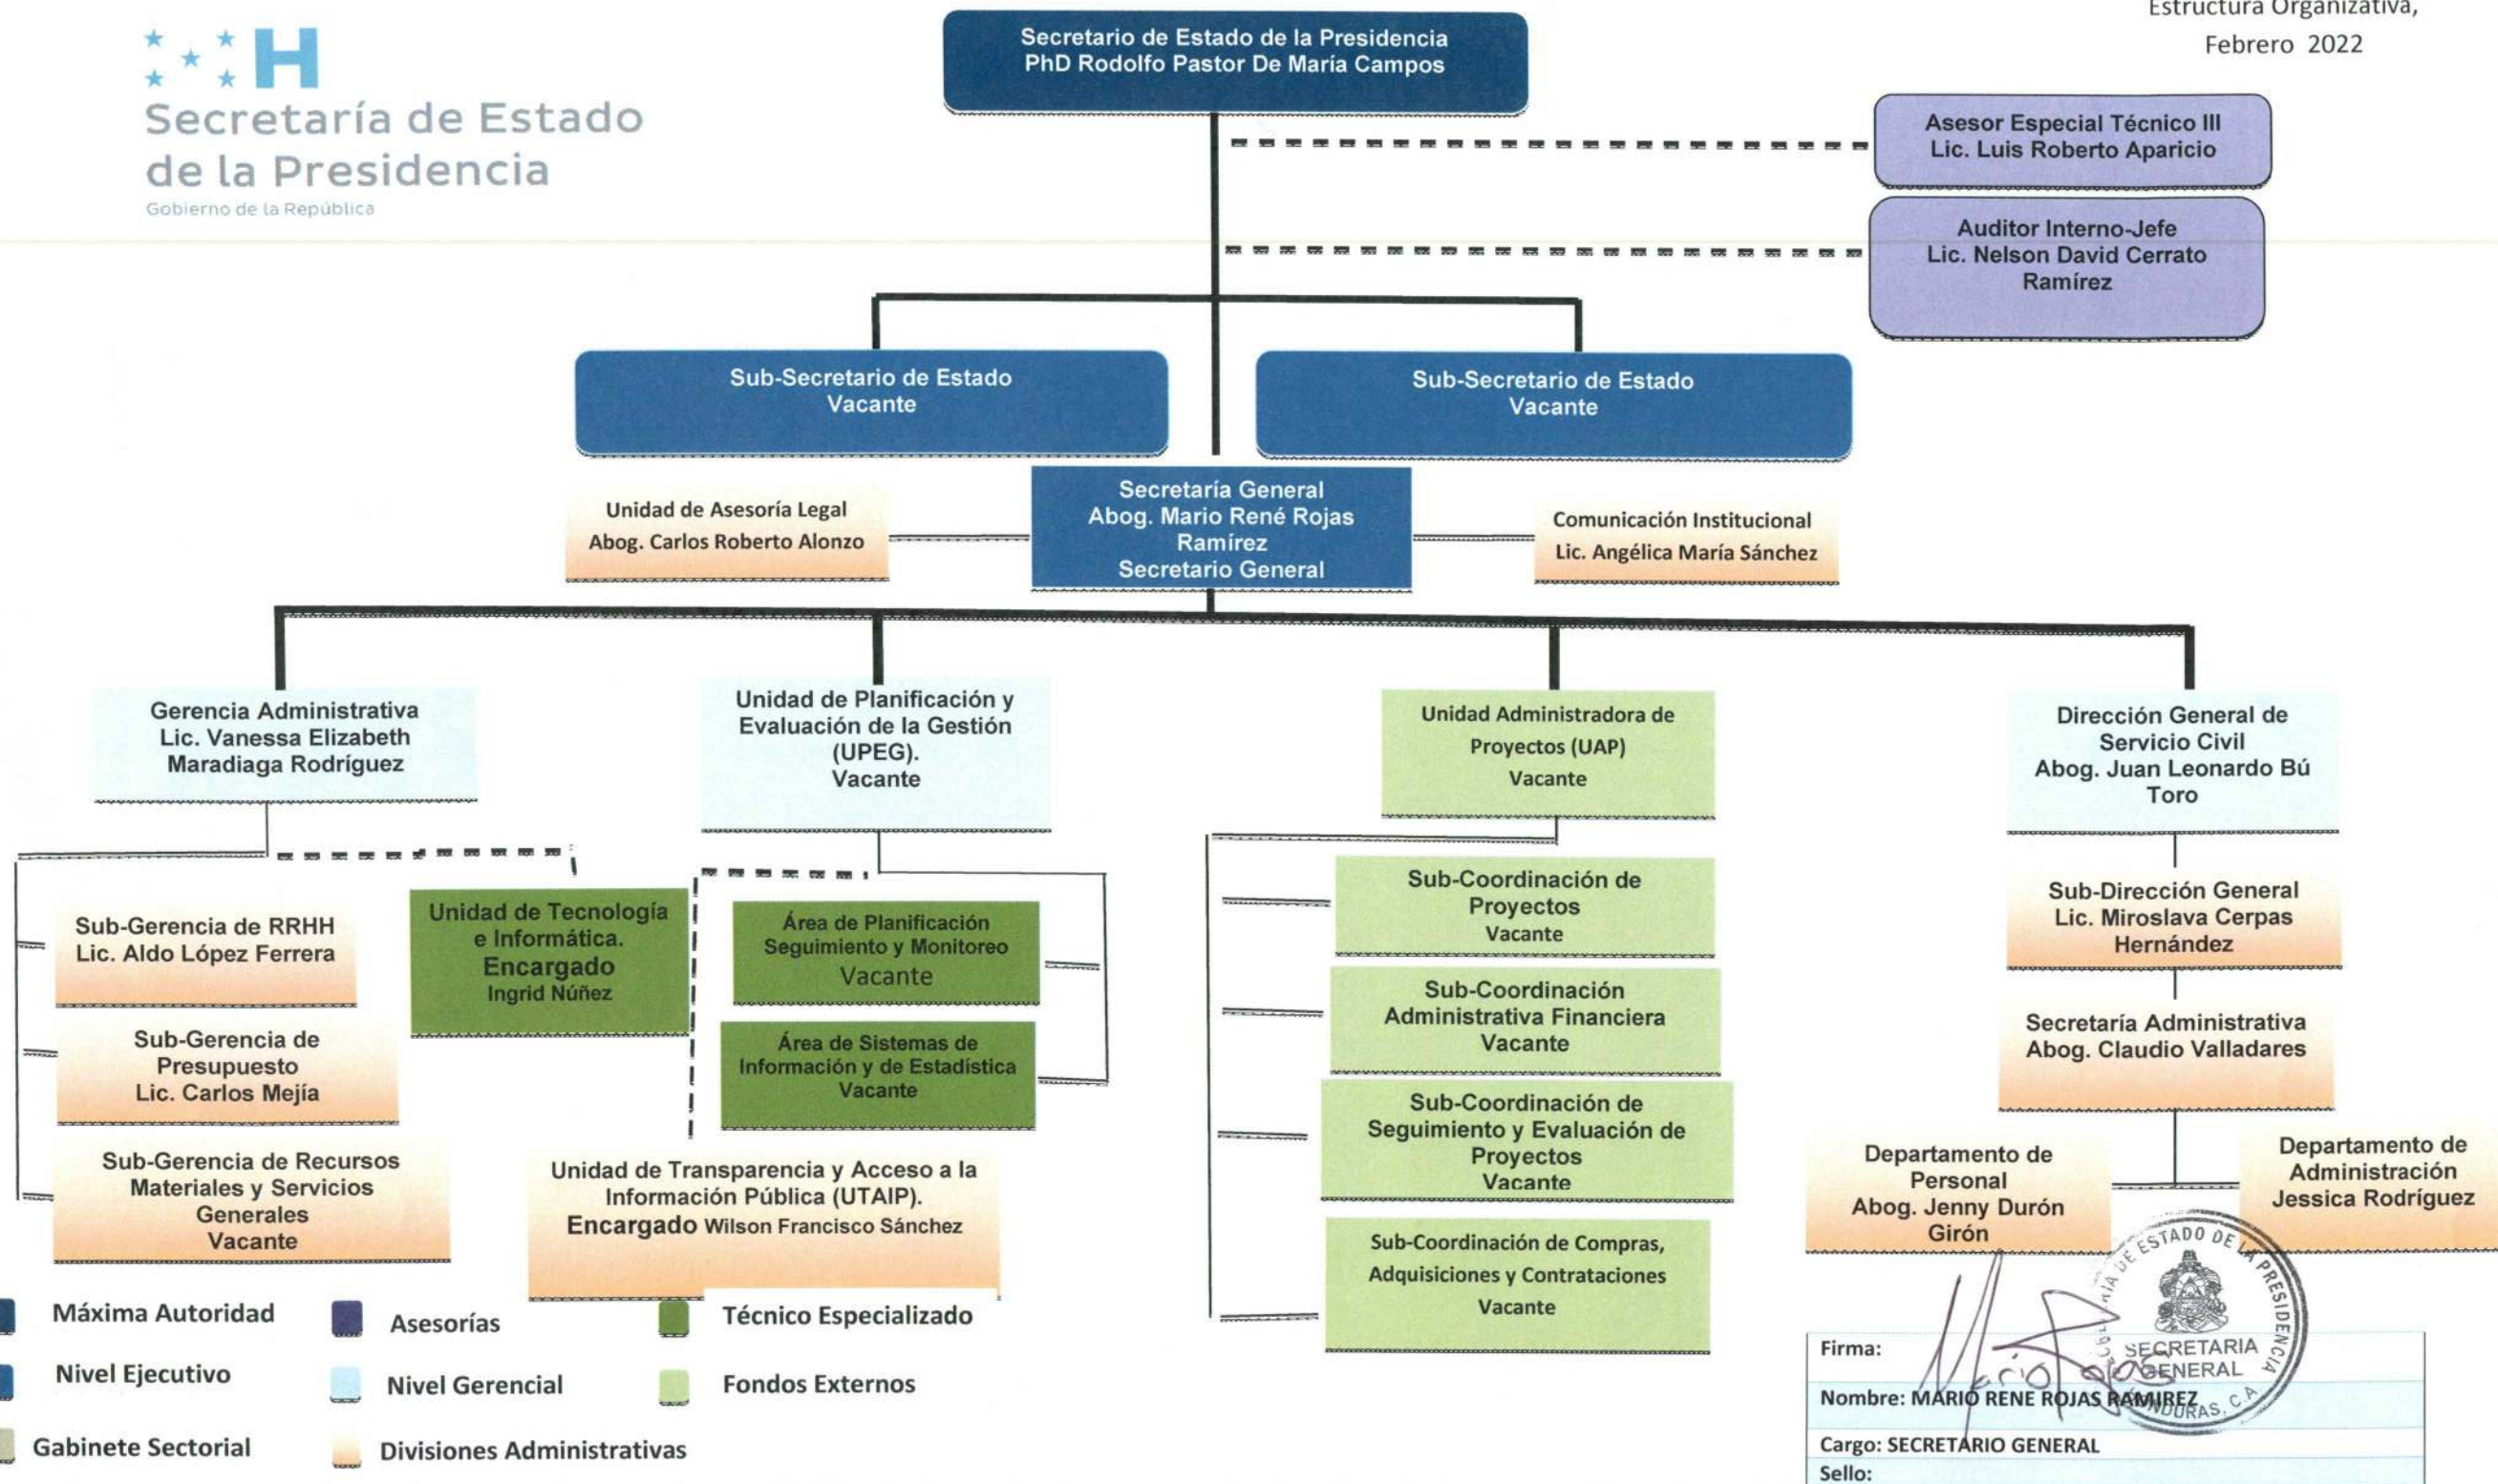 Estructura Organizativa,
Febrero 2022
H
Secretaría de Estado
de la Presidencia
Gobierno de la República
Secretario de Estado de la Presidencia
PhD Rodolfo Pastor De María Campos
Asesor Especial Técnico III
Lic. Luis Roberto Aparicio
Auditor Interno-Jefe
Lic. Nelson David Cerrato
Ramírez
Sub-Secretario de Estado
Vacante
Sub-Secretario de Estado
Vacante
Unidad de Asesoría Legal
Abog. Carlos Roberto Alonzo
Secretaría General
Abog. Mario René Rojas
Ramírez
Secretario General
Comunicación Institucional
Lic. Angélica María Sánchez
Gerencia Administrativa
Lic. Vanessa Elizabeth
Maradiaga Rodríguez
Unidad de Planificación y
Evaluación de la Gestión
(UPEG).
Vacante
Unidad Administradora de
Proyectos (UAP)
Vacante
Dirección General de
Servicio Civil
Abog. Juan Leonardo Bú
Toro
Sub-Gerencia de RRHH
Lic. Aldo López Ferrera
Sub-Gerencia de
Presupuesto
Lic. Carlos Mejía
Sub-Gerencia de Recursos
Materiales y Servicios
Generales
Vacante
Unidad de Tecnología
e Informática.
Encargado
Ingrid Núñez
Área de Planificación
Seguimiento y Monitoreo
Vacante
Área de Sistemas de
Información y de Estadística
Vacante
Unidad de Transparencia y Acceso a la
Información Pública (UTAIP).
Encargado Wilson Francisco Sánchez
Sub-Coordinación de
Proyectos
Vacante
Sub-Coordinación
Administrativa Financiera
Vacante
Sub-Coordinación de
Seguimiento y Evaluación de
Proyectos
Vacante
Sub-Coordinación de Compras,
Adquisiciones y Contrataciones
Vacante
Sub-Dirección General
Lic. Miroslava Cerpas
Hernández
Secretaría Administrativa
Abog. Claudio Valladares
Departamento de
Personal
Abog. Jenny Durón
Girón
Departamento de
Administración
Jessica Rodríguez
Máxima Autoridad
Asesorías
Técnico Especializado
Nivel Ejecutivo
Nivel Gerencial
Fondos Externos
Gabinete Sectorial
Divisiones Administrativas
Firma:
Nombre: MARIO RENE ROJAS RAMIREZ
Cargo: SECRETARIO GENERAL
Sello:
DE ESTADO DE LA PRESIDENCIA
SECRETARIA
GENERAL
HONDURAS, C.A